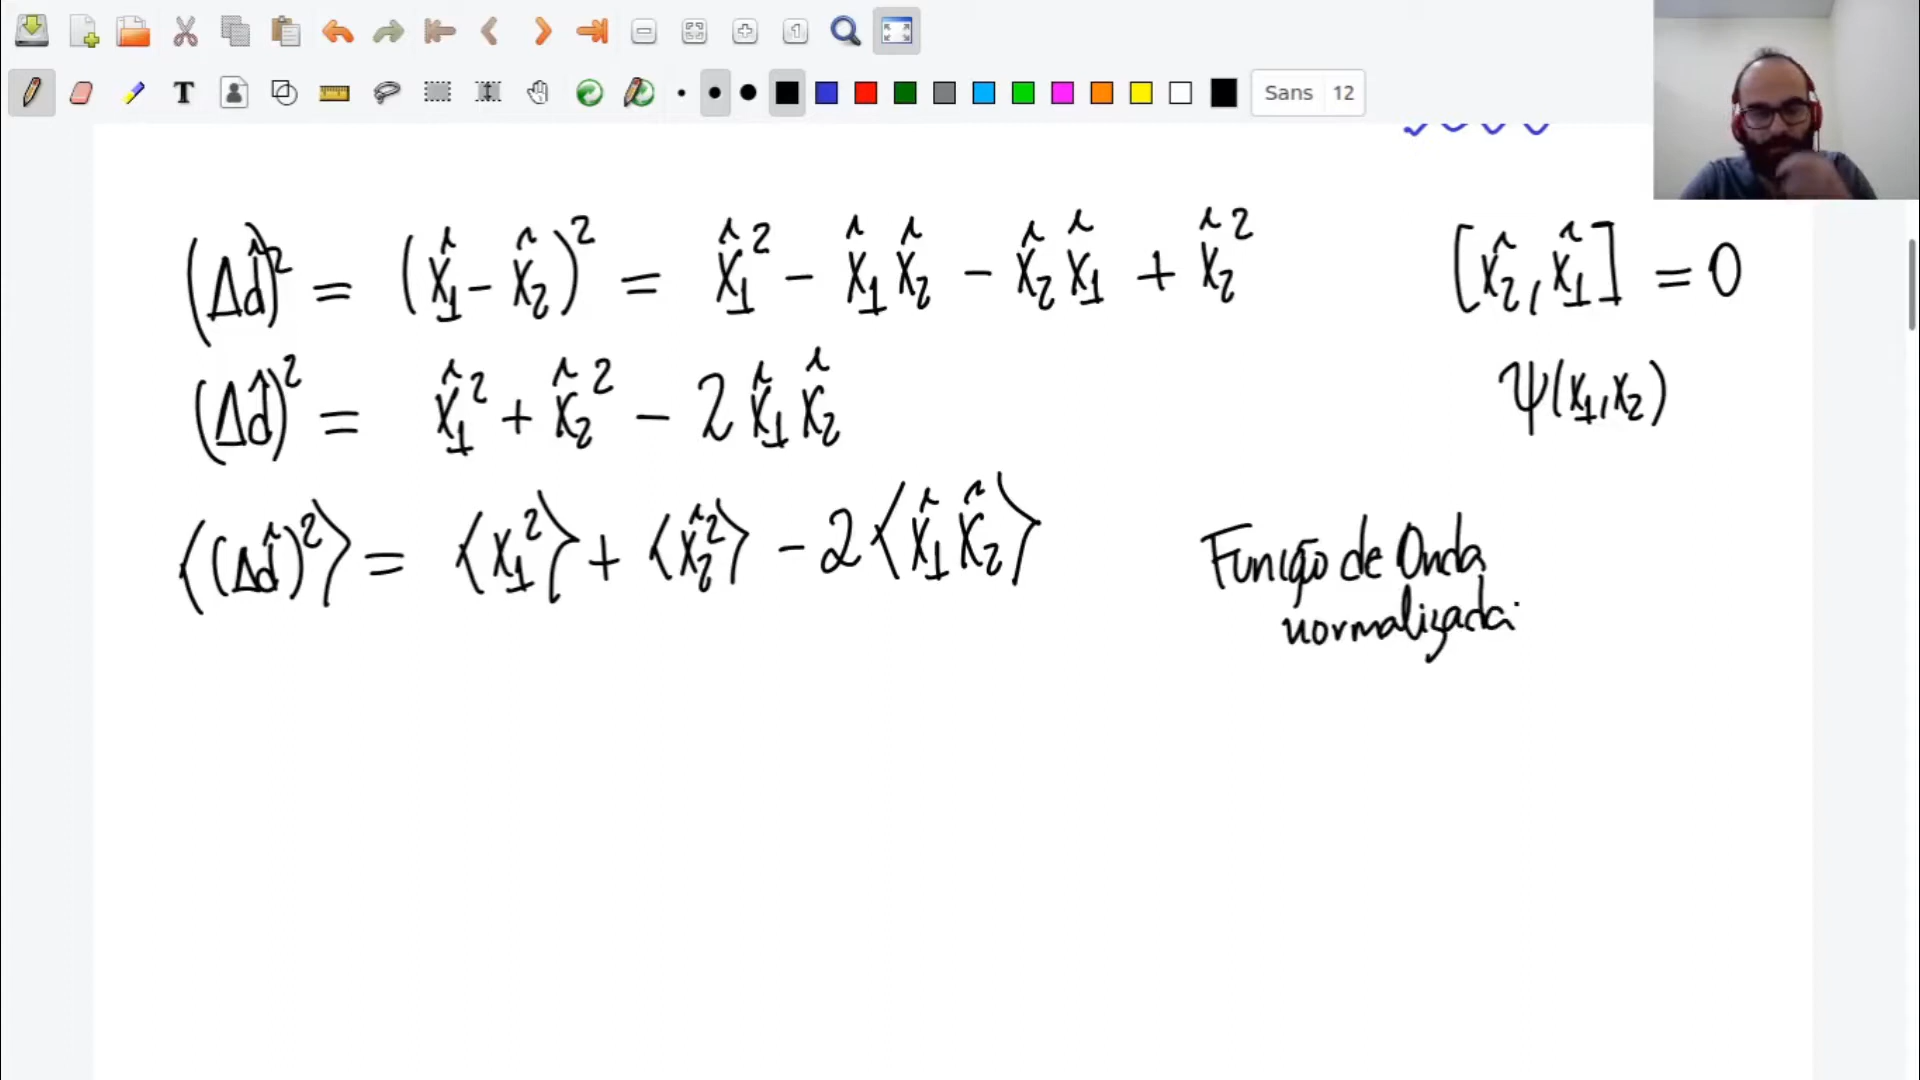 1
T
Sans 12
(Δd̂)² = (x̂₁ - x̂₂)² = x̂₁² - x̂₁x̂₂ - x̂₂x̂₁ + x̂₂² [x̂₂, x̂₁] = 0
(Δd̂)² = x̂₁² + x̂₂² - 2x̂₁x̂₂ ψ(x₁, x₂)
⟨(Δd̂)²⟩ = ⟨x₁²⟩ + ⟨x̂₂²⟩ - 2⟨x̂₁x̂₂⟩
Função de Onda
normalizada